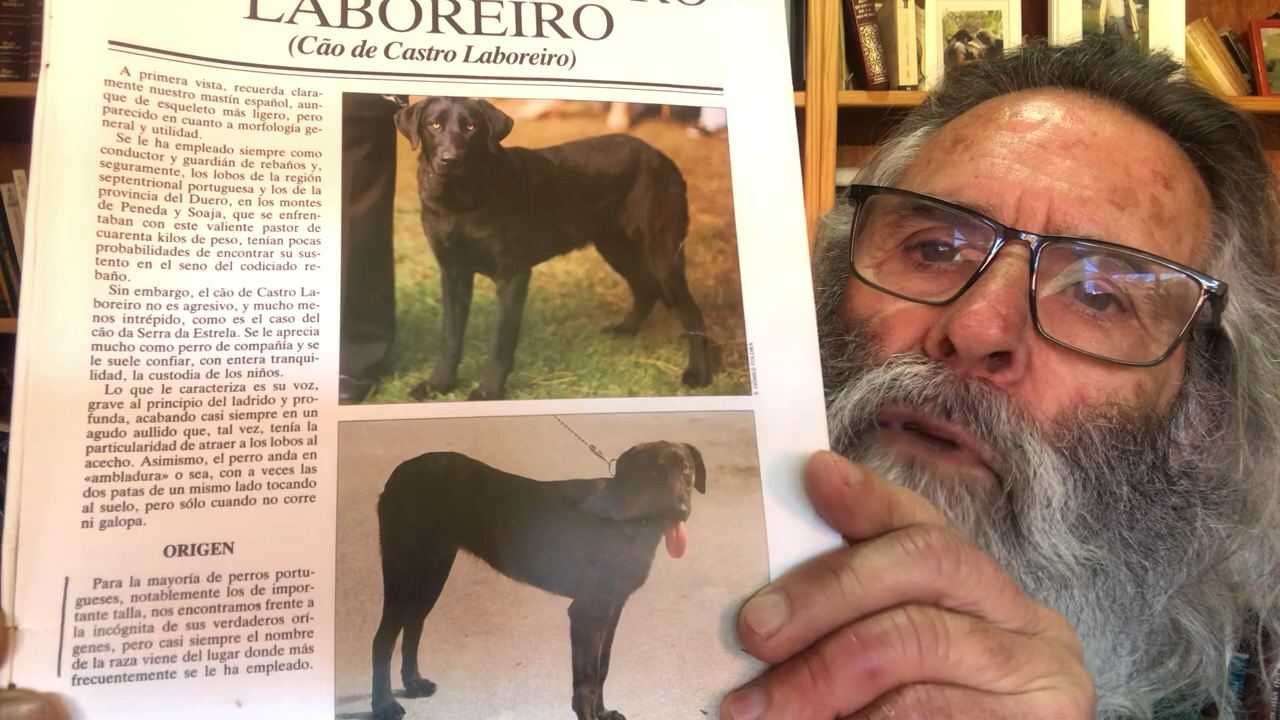 LABOREIRO
(Cão de Castro Laboreiro)
A primera vista, recuerda clara-
mente nuestro mastín español, aun-
que de esqueleto más ligero, pero
parecido en cuanto a morfología ge-
neral y utilidad.
Se le ha empleado siempre como
conductor y guardián de rebaños y,
seguramente, los lobos de la región
septentrional portuguesa y los de la
provincia del Duero, en los montes
de Peneda y Soaja, que se enfren-
taban con este valiente pastor de
cuarenta kilos de peso, tenían pocas
probabilidades de encontrar su sus-
tento en el seno del codiciado re-
baño.
Sin embargo, el cão de Castro La-
boreiro no es agresivo, y mucho me-
nos intrépido, como es el caso del
cão da Serra da Estrela. Se le aprecia
mucho como perro de compañía y se
le suele confiar, con entera tranqui-
lidad, la custodia de los niños.
Lo que le caracteriza es su voz,
grave al principio del ladrido y pro-
funda, acabando casi siempre en un
agudo aullido que, tal vez, tenía la
particularidad de atraer a los lobos al
acecho. Asimismo, el perro anda en
«ambladura» o sea, con a veces las
dos patas de un mismo lado tocando
al suelo, pero sólo cuando no corre
ni galopa.
ORIGEN
Para la mayoría de perros portu-
gueses, notablemente los de impor-
tante talla, nos encontramos frente a
la incógnita de sus verdaderos orí-
genes, pero casi siempre el nombre
de la raza viene del lugar donde más
frecuentemente se le ha empleado.